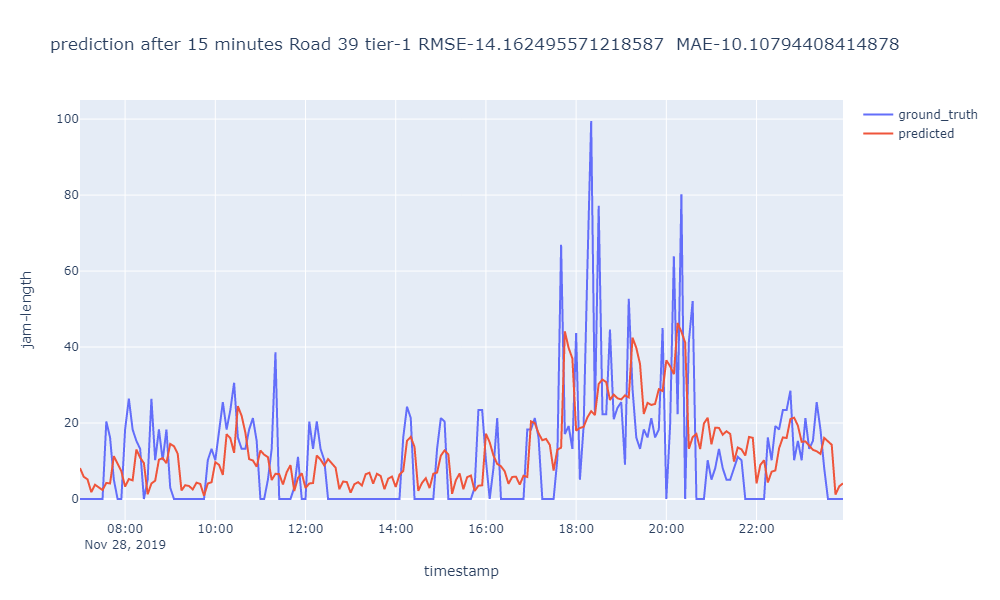 prediction after 15 minutes Road 39 tier-1 RMSE-14.162495571218587  MAE-10.10794408414878
ground_truth
predicted
jam-length
100
80
60
40
20
0
08:00 10:00 12:00 14:00 16:00 18:00 20:00 22:00
Nov 28, 2019
timestamp